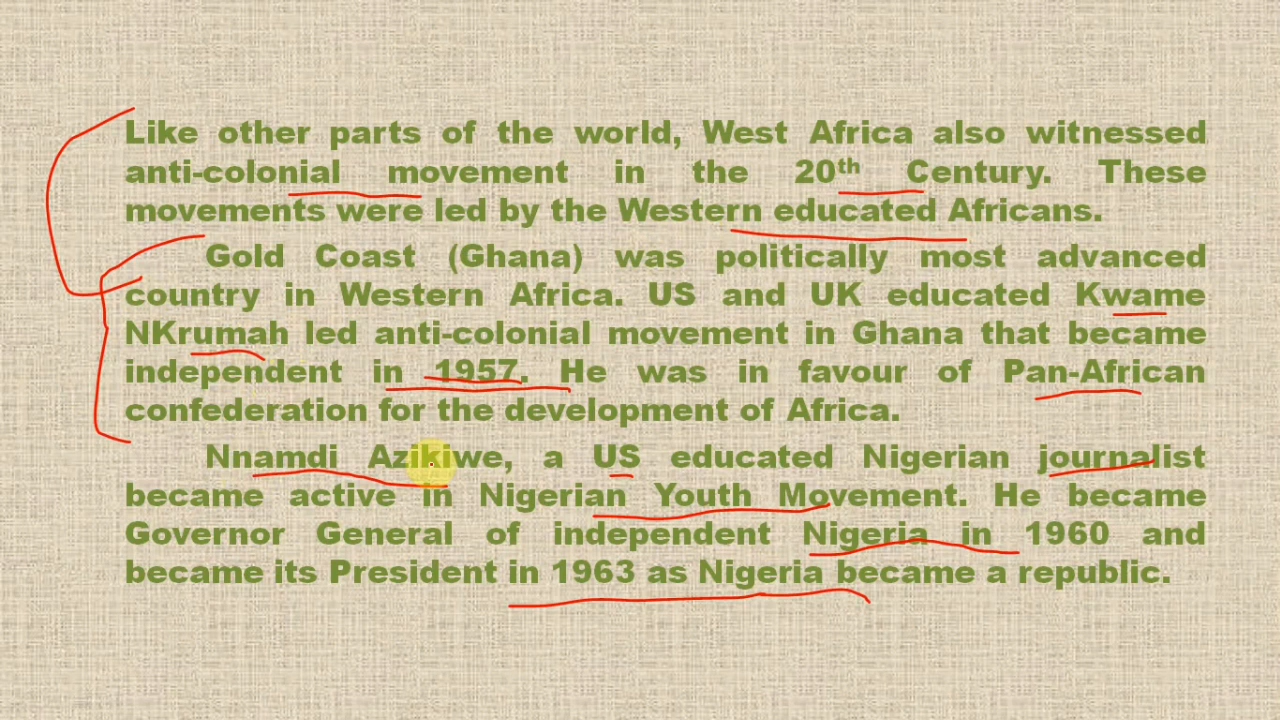 Like other parts of the world, West Africa also witnessed
anti-colonial movement in the 20th Century. These
movements were led by the Western educated Africans.
Gold Coast (Ghana) was politically most advanced
country in Western Africa. US and UK educated Kwame
NKrumah led anti-colonial movement in Ghana that became
independent in 1957. He was in favour of Pan-African
confederation for the development of Africa.
Nnamdi Azikiwe, a US educated Nigerian journalist
became active in Nigerian Youth Movement. He became
Governor General of independent Nigeria in 1960 and
became its President in 1963 as Nigeria became a republic.